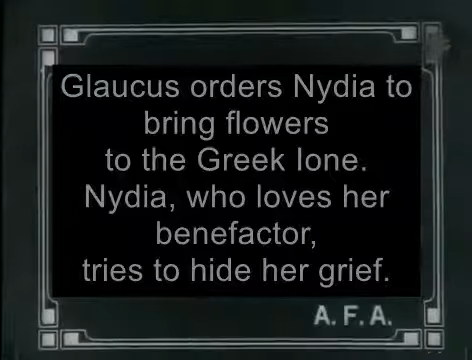 Glaucus orders Nydia to
bring flowers
to the Greek Ione.
Nydia, who loves her
benefactor,
tries to hide her grief.
A. F. A.